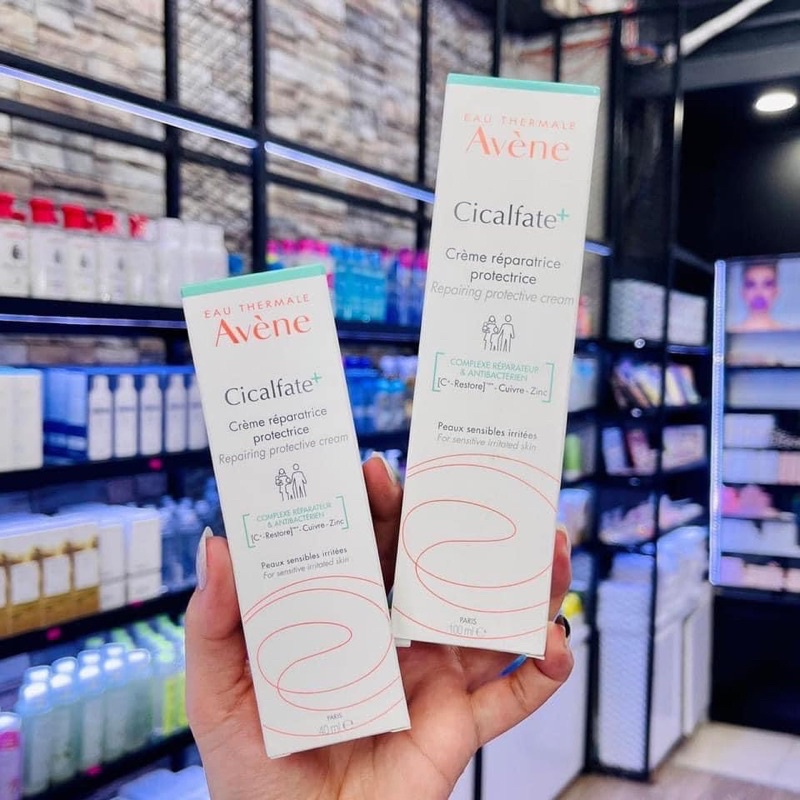 EAU THERMALE
Avène
Cicalfate+
Crème réparatrice
protectrice
Repairing protective cream
COMPLEXE RÉPARATEUR
& ANTIBACTÉRIEN
[C+-Restore]™-Cuivre-Zinc
Peaux sensibles irritées
For sensitive irritated skin
PARIS
40 ml e
EAU THERMALE
Avène
Cicalfate+
Crème réparatrice
protectrice
Repairing protective cream
COMPLEXE RÉPARATEUR
& ANTIBACTÉRIEN
[C+-Restore]™-Cuivre-Zinc
Peaux sensibles irritées
For sensitive irritated skin
PARIS
100 ml e